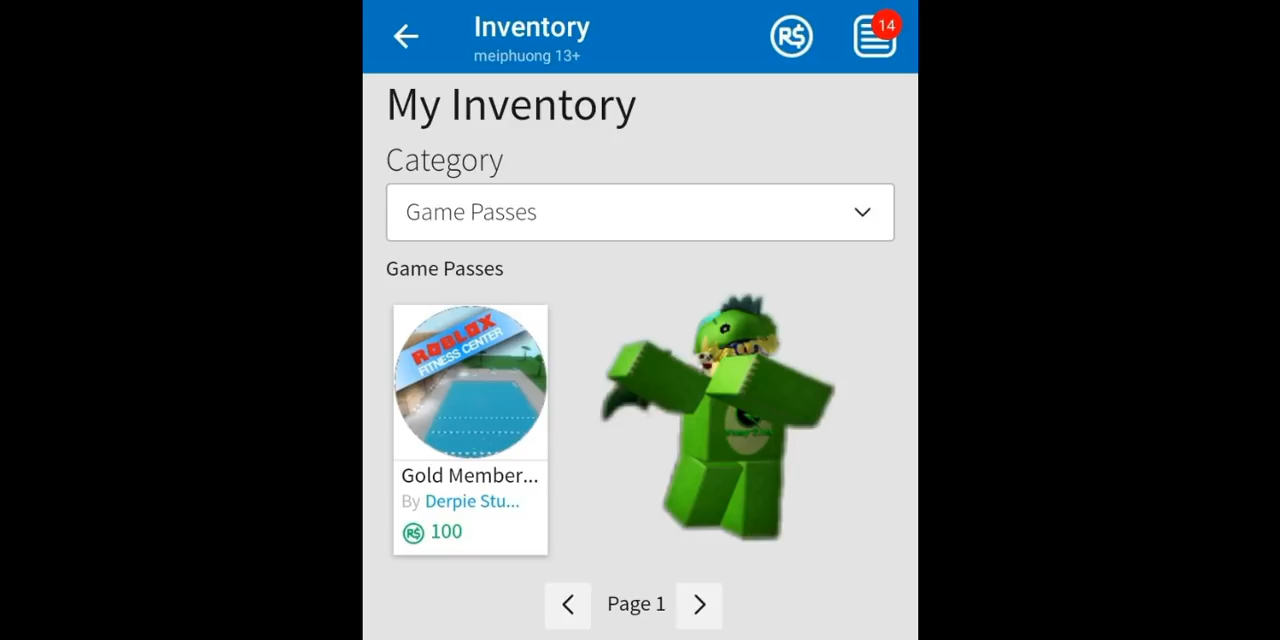 Inventory
meiphuong 13+
R$
14
My Inventory
Category
Game Passes
Game Passes
ROBLOX
FITNESS CENTER
Gold Member...
By Derpie Stu...
R$ 100
Page 1